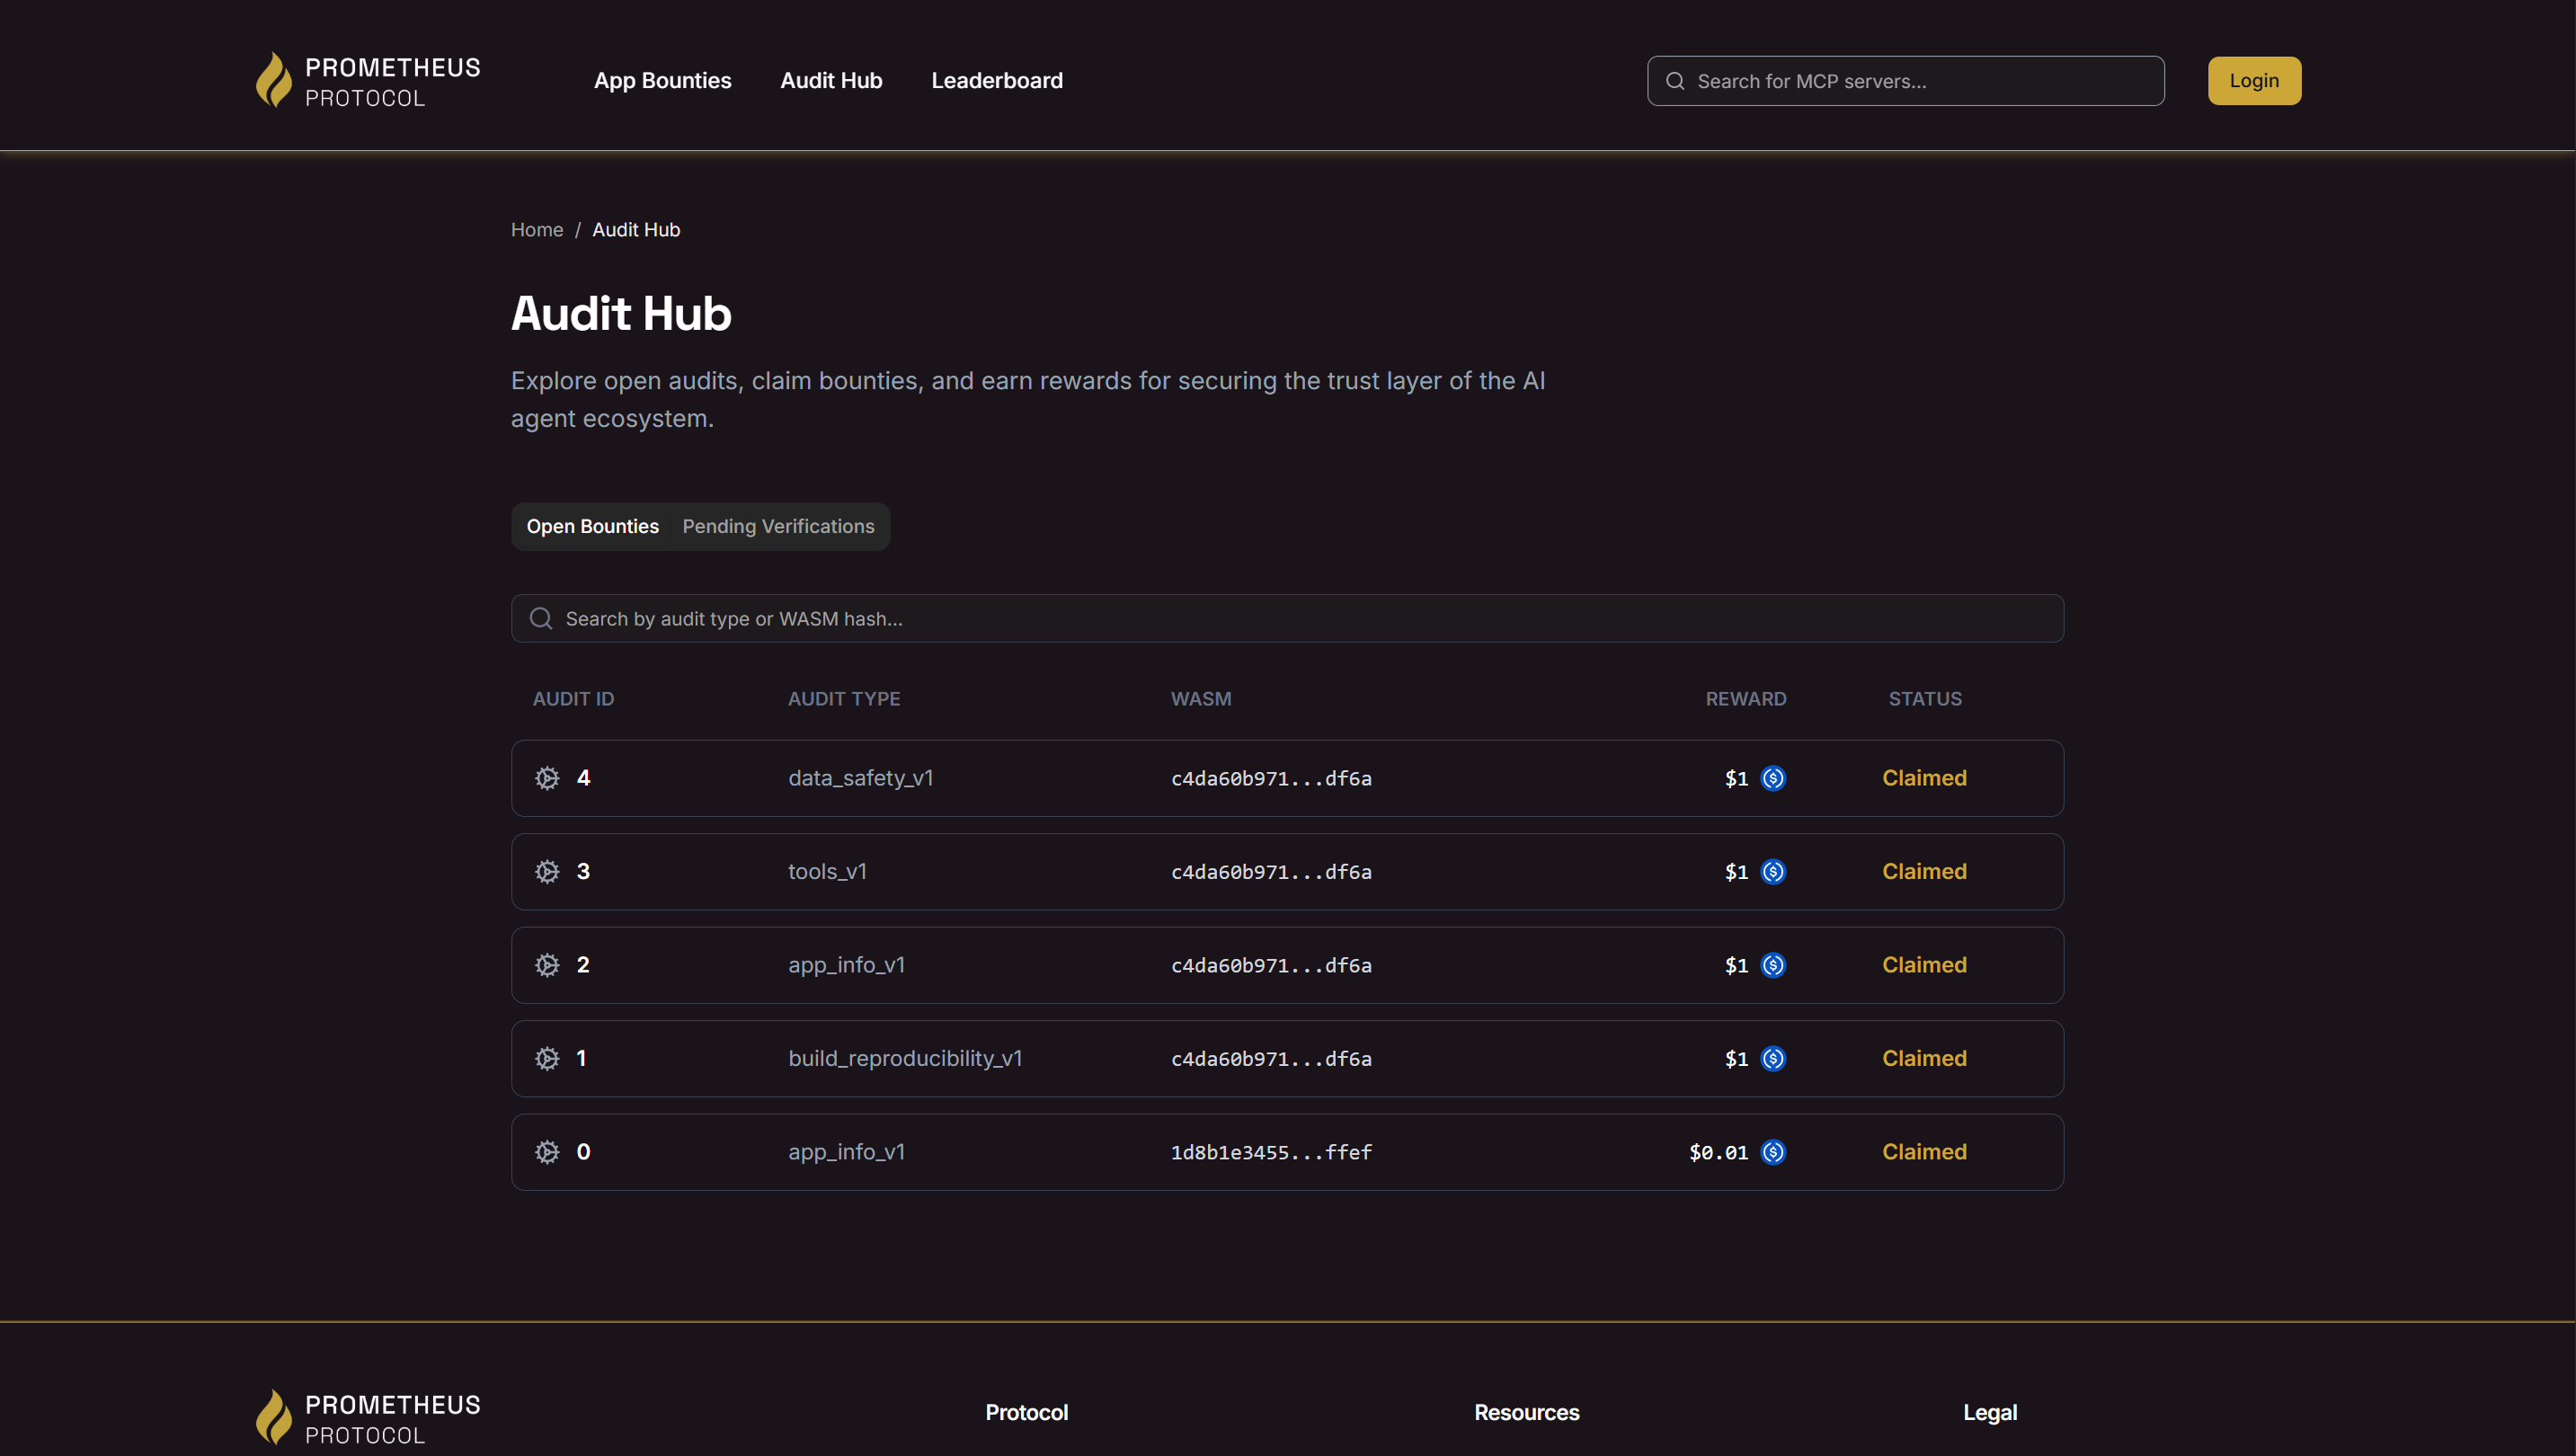 PROMETHEUS
PROTOCOL
App Bounties
Audit Hub
Leaderboard
Search for MCP servers...
Login
Home / Audit Hub
Audit Hub
Explore open audits, claim bounties, and earn rewards for securing the trust layer of the AI
agent ecosystem.
Open Bounties
Pending Verifications
Search by audit type or WASM hash...
AUDIT ID AUDIT TYPE WASM REWARD STATUS
4 data_safety_v1 c4da60b971...df6a $1 Claimed
3 tools_v1 c4da60b971...df6a $1 Claimed
2 app_info_v1 c4da60b971...df6a $1 Claimed
1 build_reproducibility_v1 c4da60b971...df6a $1 Claimed
0 app_info_v1 1d8b1e3455...ffef $0.01 Claimed
PROMETHEUS
PROTOCOL
Protocol
Resources
Legal